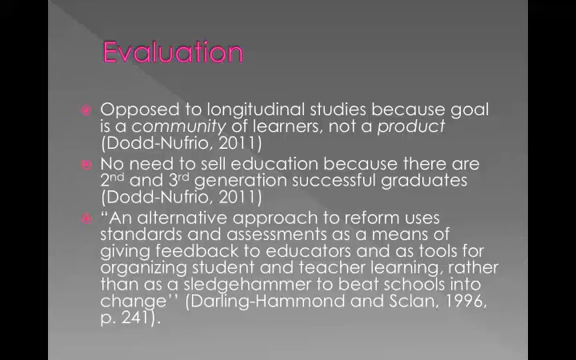 Evaluation
Opposed to longitudinal studies because goal
is a community of learners, not a product
(Dodd-Nufrio, 2011)
No need to sell education because there are
2nd and 3rd generation successful graduates
(Dodd-Nufrio, 2011)
“An alternative approach to reform uses
standards and assessments as a means of
giving feedback to educators and as tools for
organizing student and teacher learning, rather
than as a sledgehammer to beat schools into
change’’ (Darling-Hammond and Sclan, 1996,
p. 241).